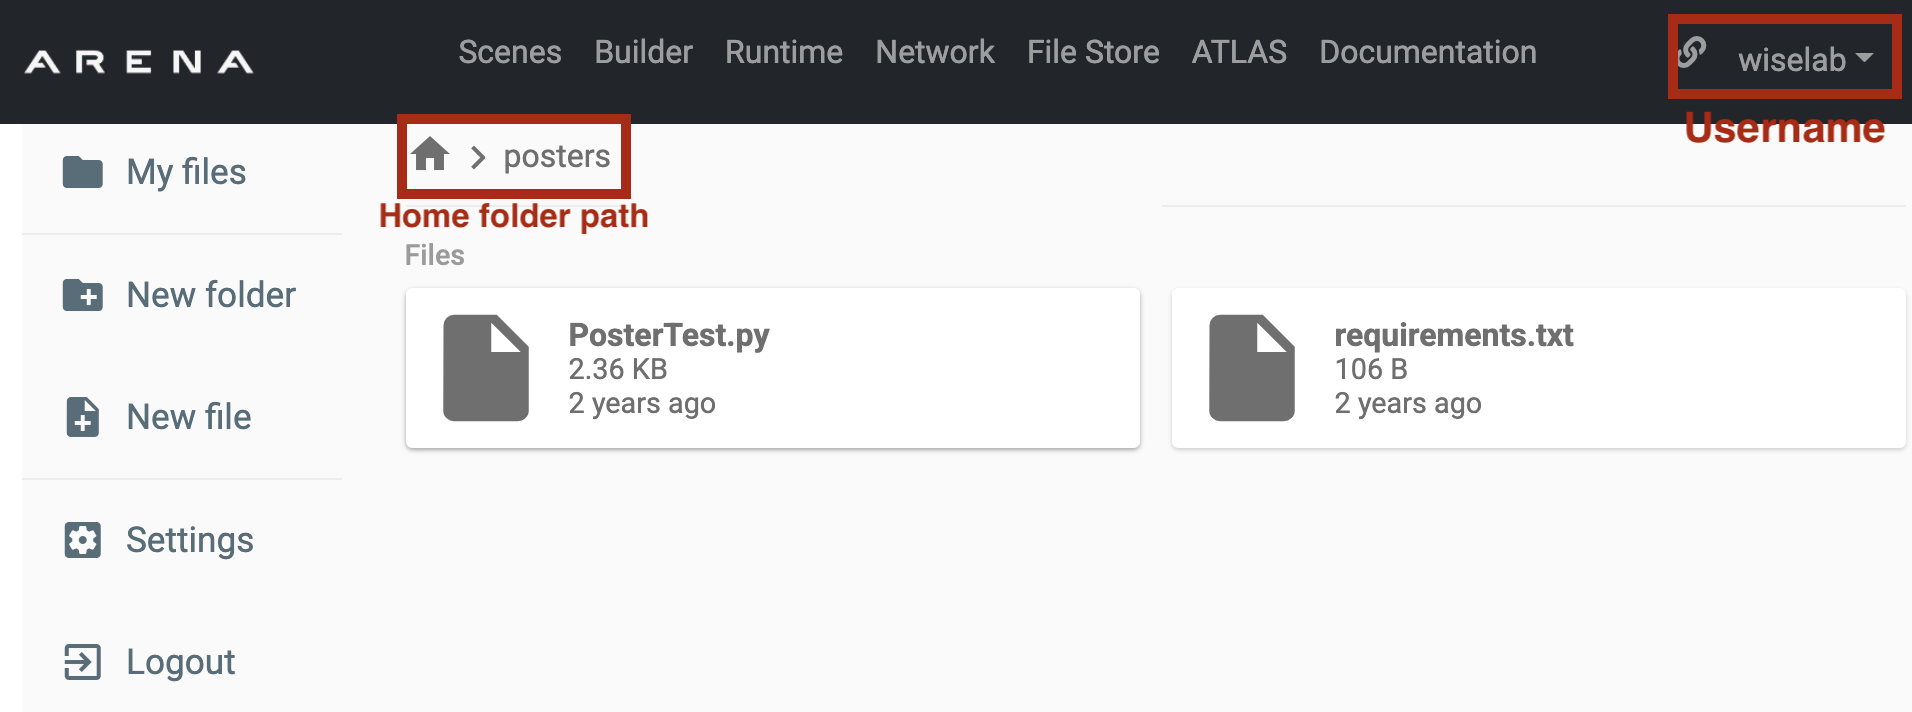 ARENA
Scenes Builder Runtime Network File Store ATLAS Documentation
wiselab
Username
posters
Home folder path
My files
New folder
New file
Settings
Logout
Files
PosterTest.py
2.36 KB
2 years ago
requirements.txt
106 B
2 years ago